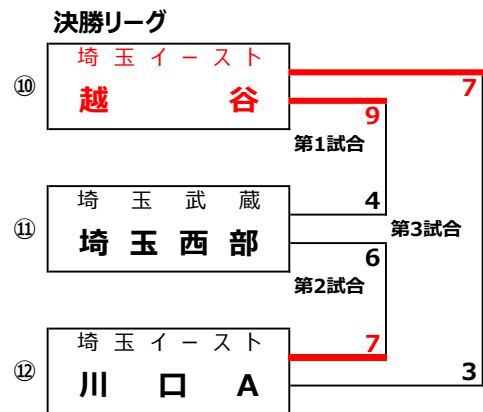 決勝リーグ
⑩
埼玉イースト
越谷
7
9
第1試合
⑪
埼玉武蔵
埼玉西部
4
第3試合
6
第2試合
⑫
埼玉イースト
川口A
7
3